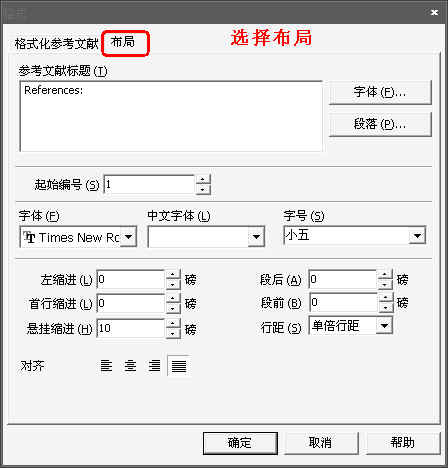 格式
格式化参考文献 布局 选择布局
参考文献标题 (T)
References:
字体 (F)...
段落 (P)...
起始编号 (S) 1
字体 (F) 中文字体 (L) 字号 (S)
Times New Ro 小五
左缩进 (L) 0 磅 段后 (A) 0 磅
首行缩进 (L) 0 磅 段前 (B) 0 磅
悬挂缩进 (H) 10 磅 行距 (S) 单倍行距
对齐
确定 取消 帮助